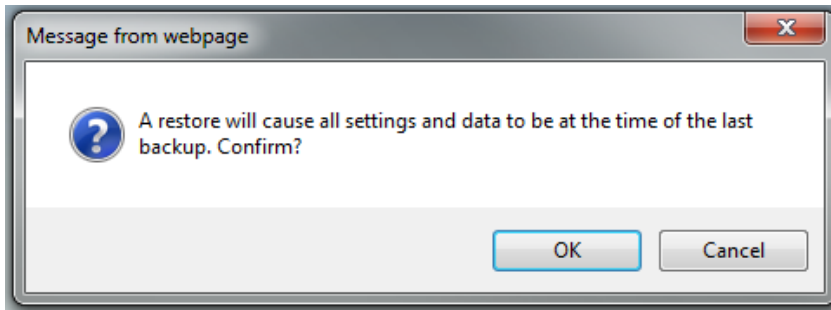 Message from webpage
A restore will cause all settings and data to be at the time of the last
backup. Confirm?
OK
Cancel